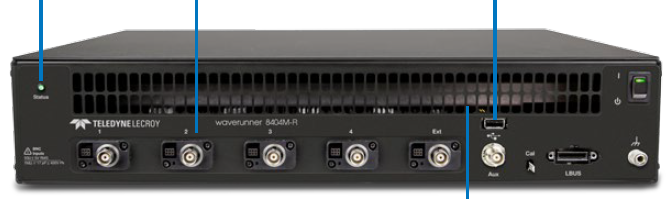 Status
TELEDYNE LECROY
waverunner 8404M-R
1
2
3
4
Ext
Aux
Cal
LBUS
I